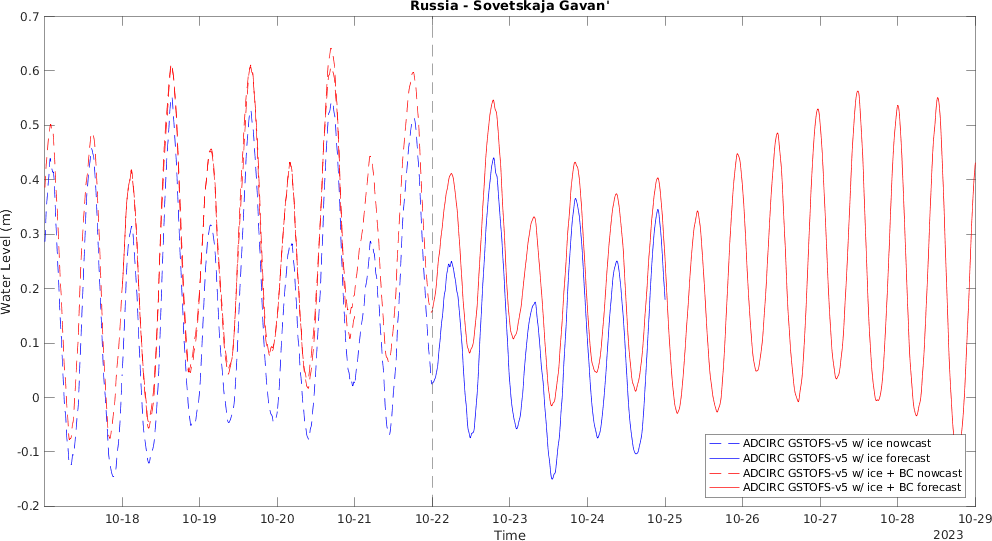 Russia - Sovetskaja Gavan'
Water Level (m)
0.7
0.6
0.5
0.4
0.3
0.2
0.1
0
-0.1
-0.2
ADCIRC GSTOFS-v5 w/ ice nowcast
ADCIRC GSTOFS-v5 w/ ice forecast
ADCIRC GSTOFS-v5 w/ ice + BC nowcast
ADCIRC GSTOFS-v5 w/ ice + BC forecast
10-18 10-19 10-20 10-21 10-22 10-23 10-24 10-25 10-26 10-27 10-28 10-29
Time
2023